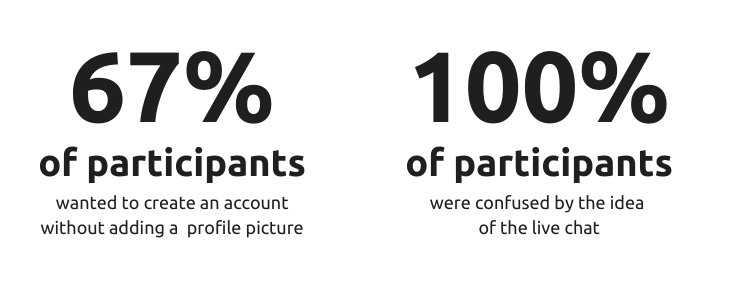 67%
of participants
wanted to create an account
without adding a profile picture
100%
of participants
were confused by the idea
of the live chat